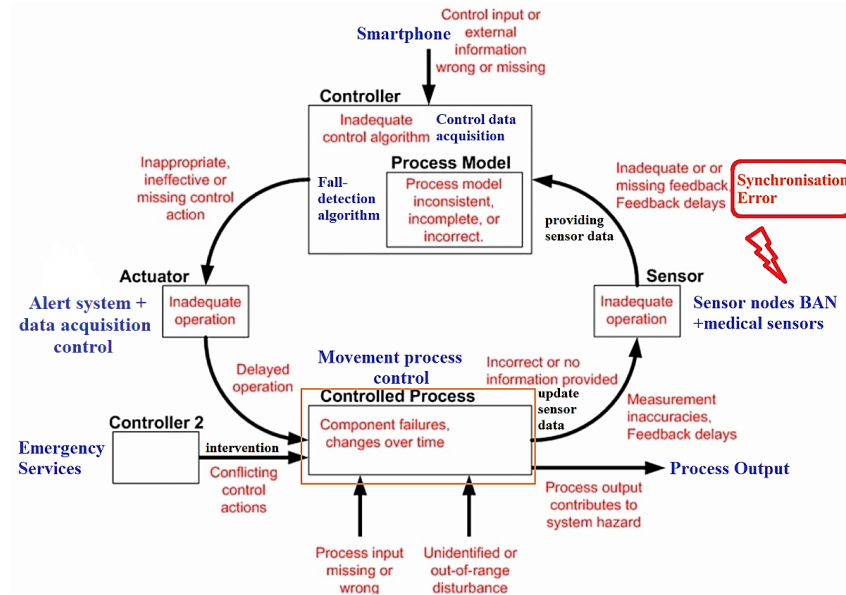 Smartphone
Control input or
external
information
wrong or missing
Controller
Inadequate
control algorithm
Control data
acquisition
Process Model
Process model
inconsistent,
incomplete, or
incorrect.
Fall-
detection
algorithm
Inappropriate,
ineffective or
missing control
action
Inadequate or or
missing feedback,
Feedback delays
Synchronisation
Error
providing
sensor data
Actuator
Inadequate
operation
Alert system +
data acquisition
control
Sensor
Inadequate
operation
Sensor nodes BAN
+medical sensors
Delayed
operation
Movement process
control
Controlled Process
Component failures,
changes over time
Incorrect or no
information provided
update
sensor
data
Measurement
inaccuracies,
Feedback delays
Controller 2
Emergency
Services
intervention
Conflicting
control
actions
Process Output
Process output
contributes to
system hazard
Process input
missing or
wrong
Unidentified or
out-of-range
disturbance